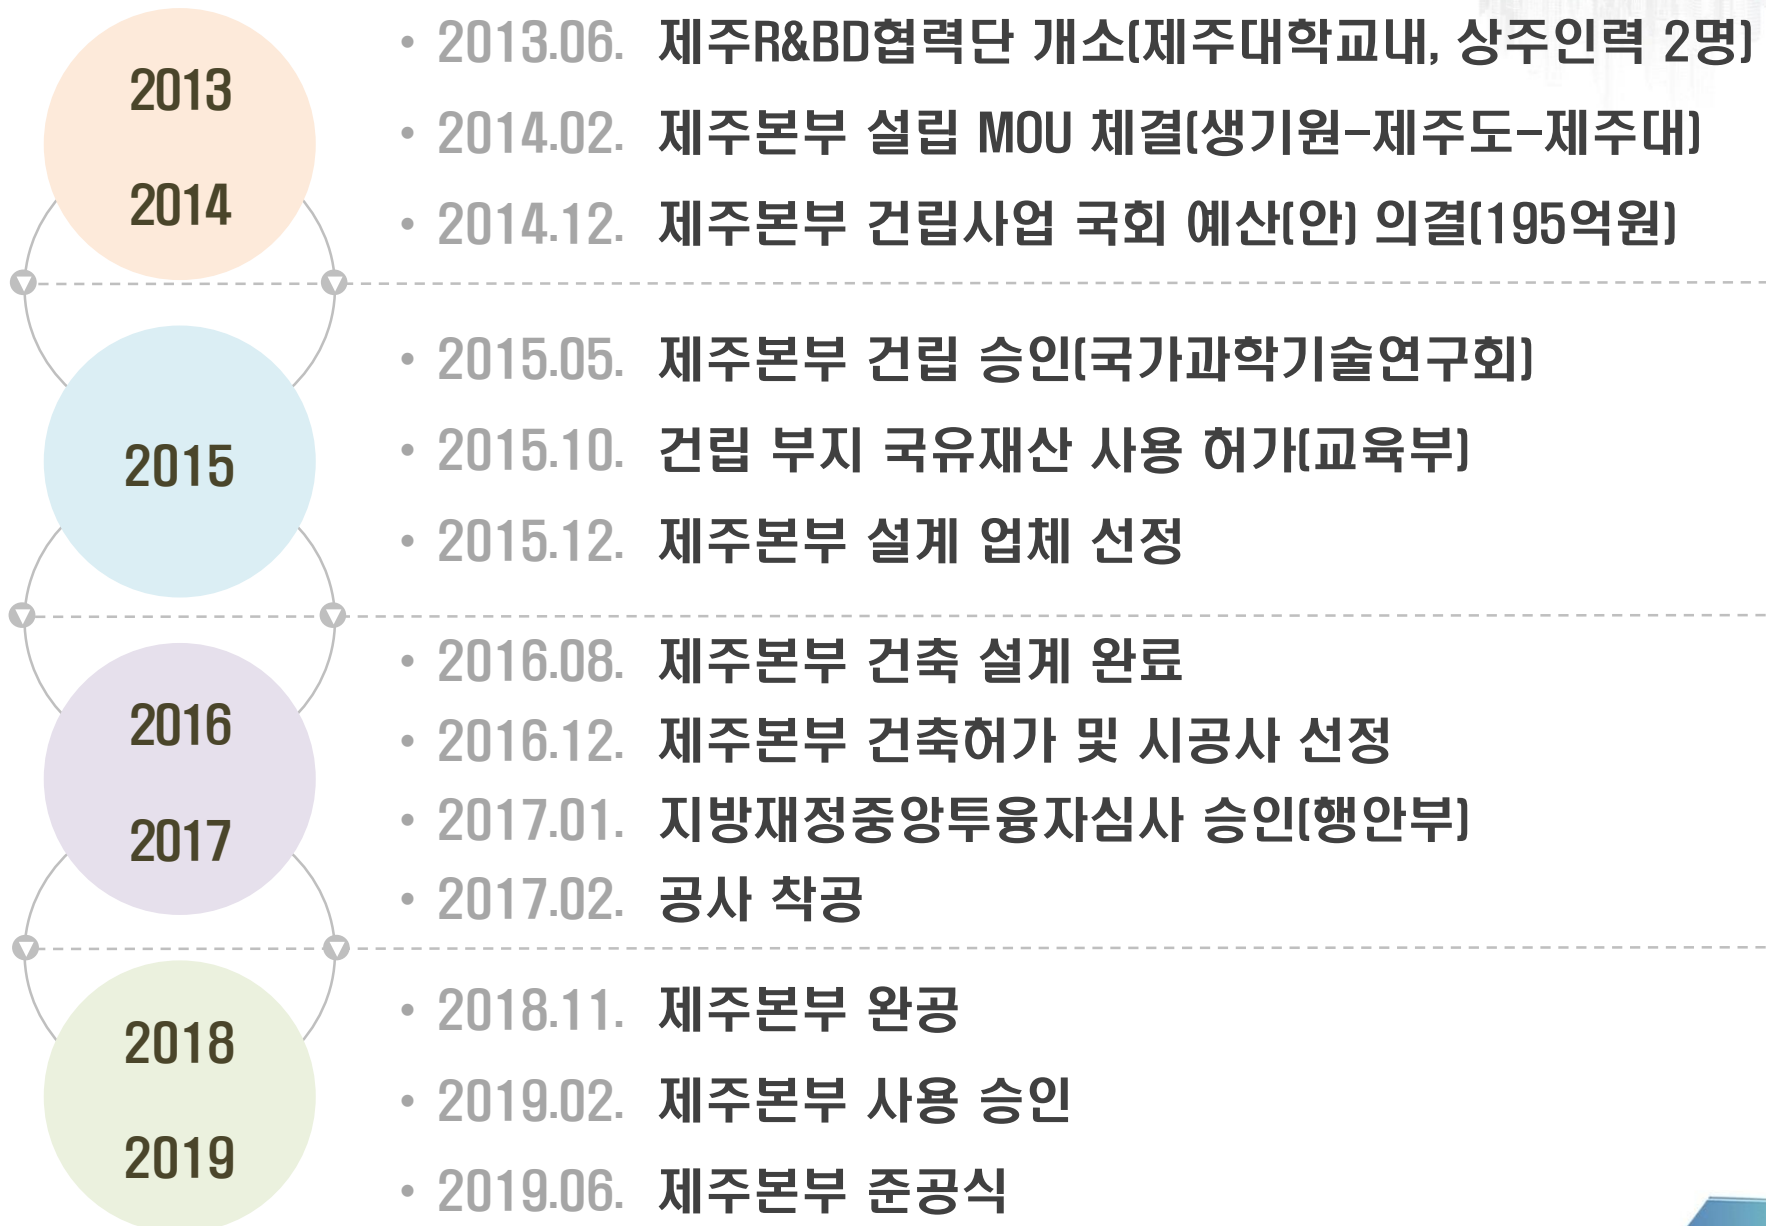 2013
2014
• 2013.06. 제주R&BD협력단 개소(제주대학교내, 상주인력 2명)
• 2014.02. 제주본부 설립 MOU 체결(생기원-제주도-제주대)
• 2014.12. 제주본부 건립사업 국회 예산(안) 의결(195억원)
2015
• 2015.05. 제주본부 건립 승인(국가과학기술연구회)
• 2015.10. 건립 부지 국유재산 사용 허가(교육부)
• 2015.12. 제주본부 설계 업체 선정
2016
2017
• 2016.08. 제주본부 건축 설계 완료
• 2016.12. 제주본부 건축허가 및 시공사 선정
• 2017.01. 지방재정중앙투융자심사 승인(행안부)
• 2017.02. 공사 착공
2018
2019
• 2018.11. 제주본부 완공
• 2019.02. 제주본부 사용 승인
• 2019.06. 제주본부 준공식